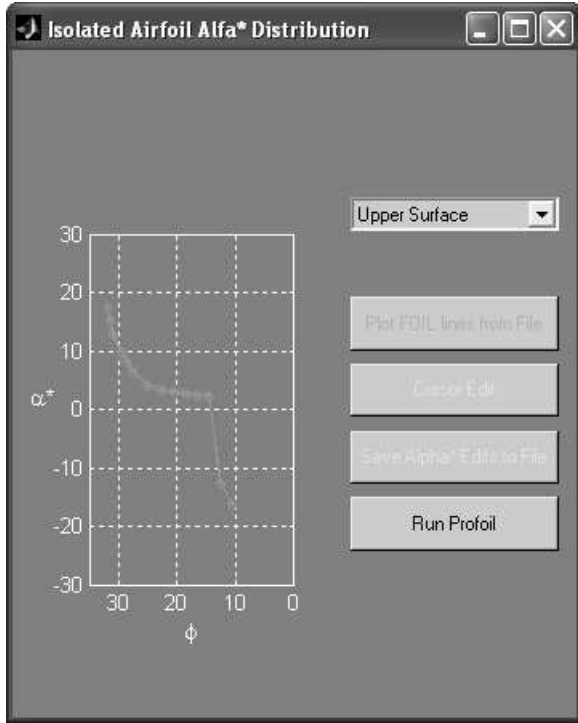 Isolated Airfoil Alfa* Distribution
Upper Surface
Plot FOIL lines from File
Cursor Edit
Save Alpha* Edits to File
Run Profoil
30
20
10
0
-10
-20
-30
α*
30 20 10 0
ϕ